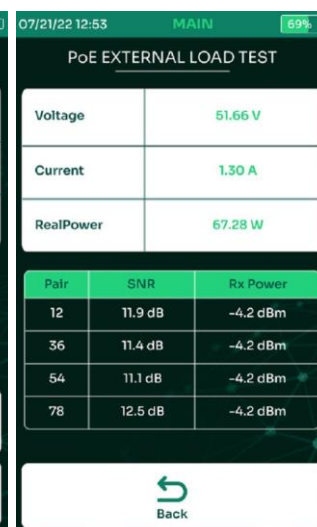 07/21/22 12:53 MAIN 69%
PoE EXTERNAL LOAD TEST
Voltage 51.66 V
Current 1.30 A
RealPower 67.28 W
Pair SNR Rx Power
12 11.9 dB -4.2 dBm
36 11.4 dB -4.2 dBm
54 11.1 dB -4.2 dBm
78 12.5 dB -4.2 dBm
Back